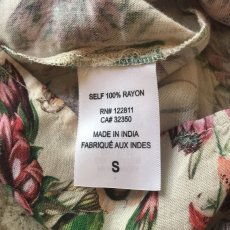 SELF 100% RAYON
RN# 122811
CA# 32350
MADE IN INDIA
FABRIQUÉ AUX INDES
S